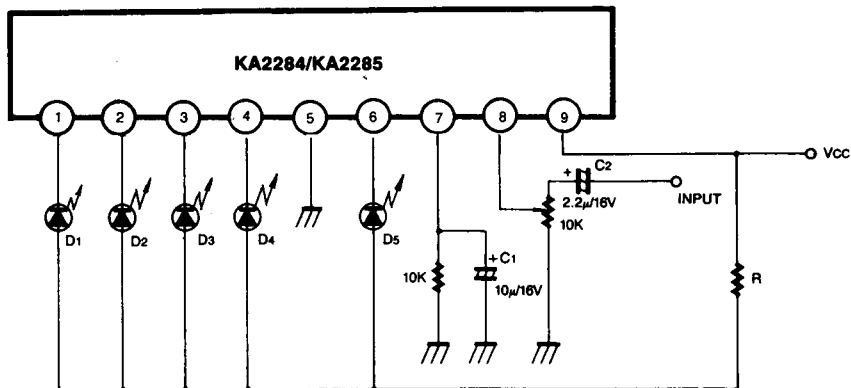 KA2284/KA2285
1 2 3 4 5 6 7 8 9
VCC
+ C2
2.2μ/16V
INPUT
10K
D1 D2 D3 D4 D5
+ C1
10K
10μ/16V
R